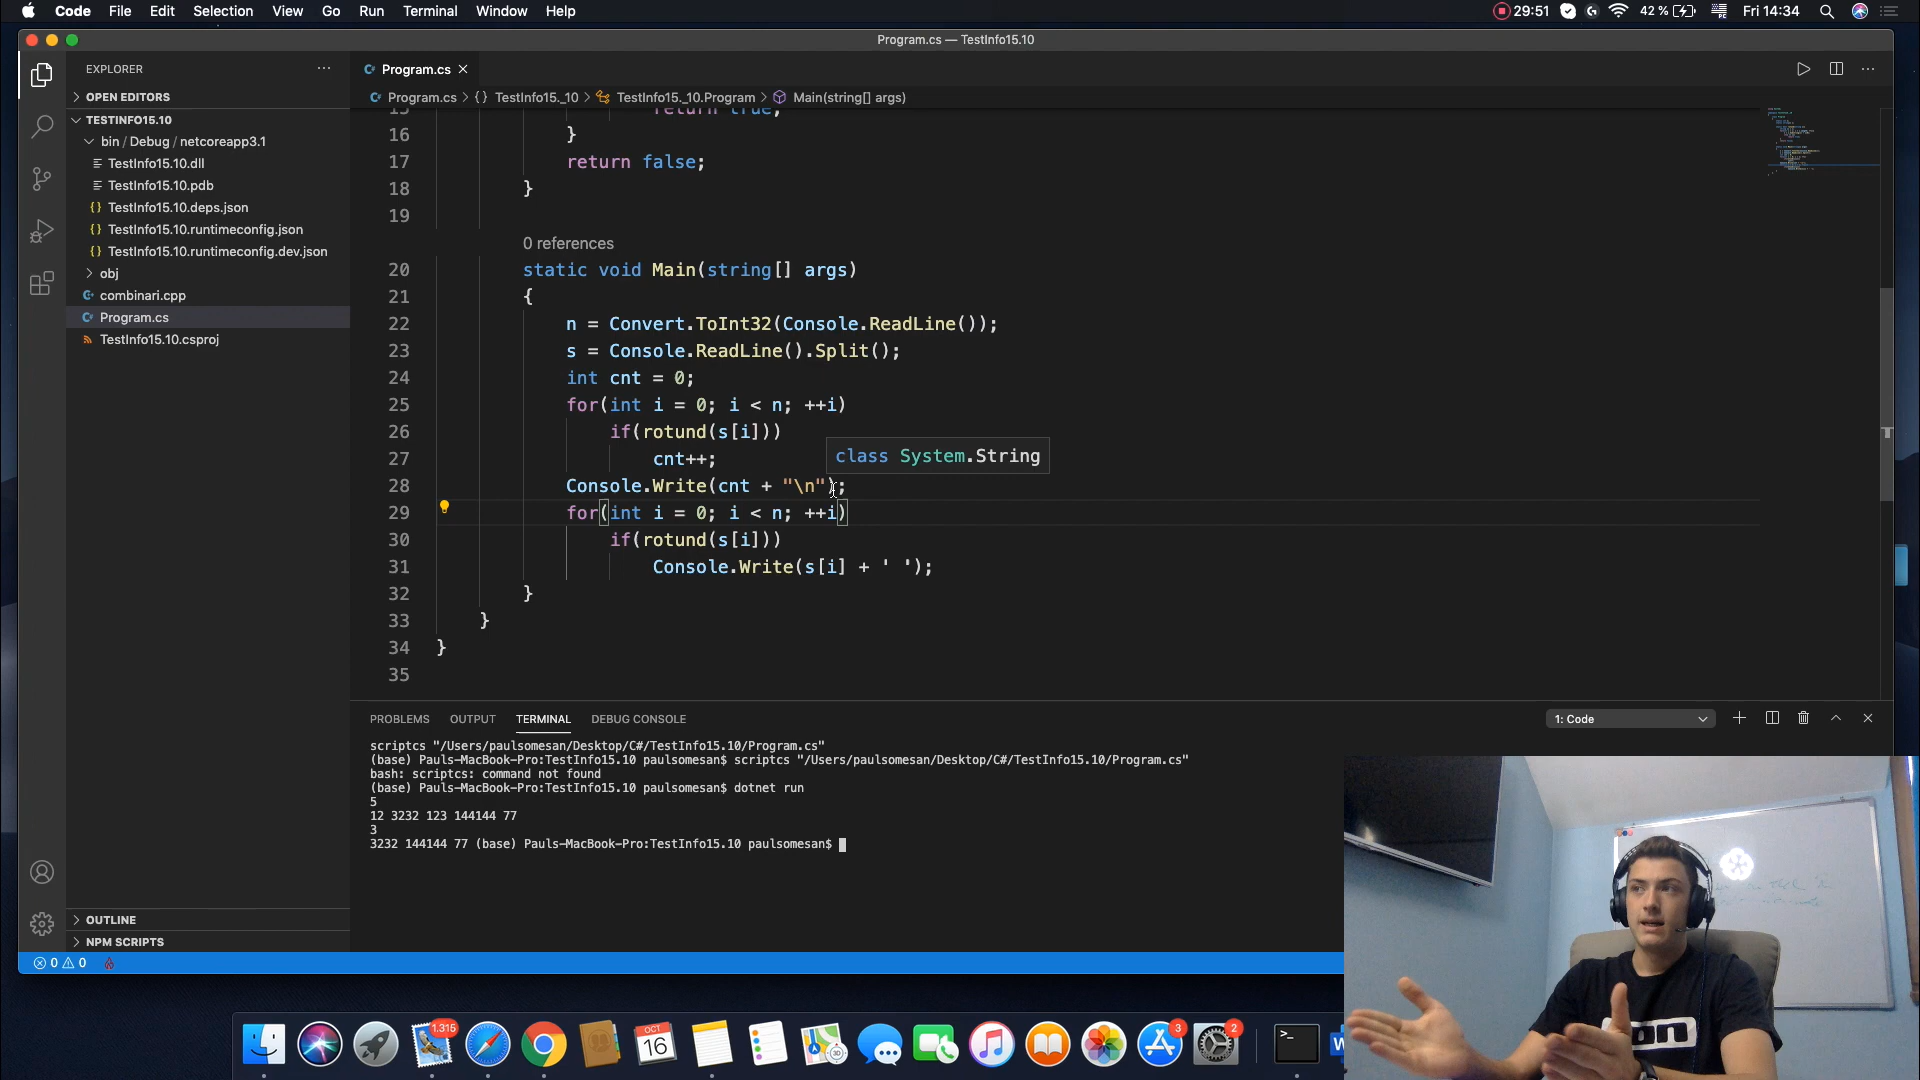 Code File Edit Selection View Go Run Terminal Window Help 29:51 42 % Fri 14:34
Program.cs — TestInfo15.10
EXPLORER
OPEN EDITORS
TESTINFO15.10
bin / Debug / netcoreapp3.1
TestInfo15.10.dll
TestInfo15.10.pdb
TestInfo15.10.deps.json
TestInfo15.10.runtimeconfig.json
TestInfo15.10.runtimeconfig.dev.json
obj
combinari.cpp
Program.cs
TestInfo15.10.csproj
OUTLINE
NPM SCRIPTS
0 0
Program.cs
Program.cs > {} TestInfo15._10 > TestInfo15._10.Program > Main(string[] args)
15 return true;
16 }
17 return false;
18 }
19
0 references
20 static void Main(string[] args)
21 {
22 n = Convert.ToInt32(Console.ReadLine());
23 s = Console.ReadLine().Split();
24 int cnt = 0;
25 for(int i = 0; i < n; ++i)
26 if(rotund(s[i]))
27 cnt++;
class System.String
28 Console.Write(cnt + "\n");
29 for(int i = 0; i < n; ++i)
30 if(rotund(s[i]))
31 Console.Write(s[i] + ' ');
32 }
33 }
34 }
35
PROBLEMS OUTPUT TERMINAL DEBUG CONSOLE 1: Code
scriptcs "/Users/paulsomesan/Desktop/C#/TestInfo15.10/Program.cs"
(base) Pauls-MacBook-Pro:TestInfo15.10 paulsomesan$ scriptcs "/Users/paulsomesan/Desktop/C#/TestInfo15.10/Program.cs"
bash: scriptcs: command not found
(base) Pauls-MacBook-Pro:TestInfo15.10 paulsomesan$ dotnet run
5
12 3232 123 144144 77
3
3232 144144 77 (base) Pauls-MacBook-Pro:TestInfo15.10 paulsomesan$
1.315
OCT
16
3
2